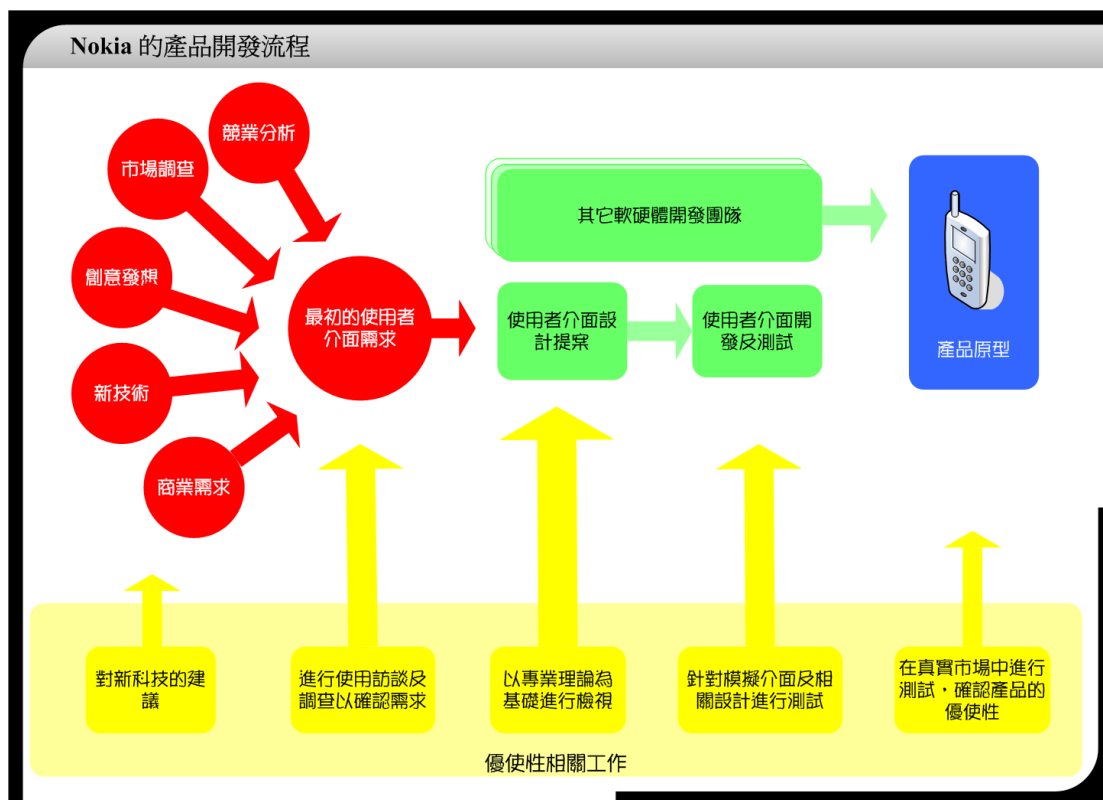 Nokia 的產品開發流程
競業分析
市場調查
創意發想
新技術
商業需求
最初的使用者
介面需求
其它軟硬體開發團隊
使用者介面設
計提案
使用者介面開
發及測試
產品原型
對新科技的建
議
進行使用訪談及
調查以確認需求
以專業理論為
基礎進行檢視
針對模擬介面及相
關設計進行測試
在真實市場中進行
測試，確認產品的
優使性
優使性相關工作